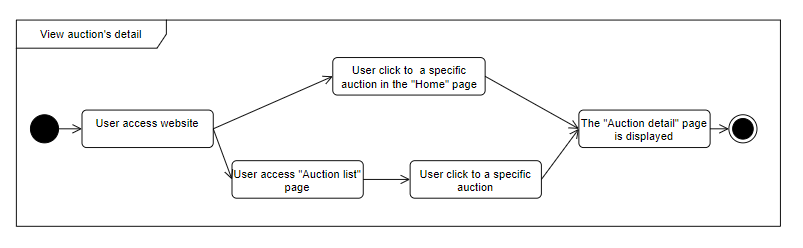 View auction's detail
User click to a specific
auction in the "Home" page
User access website
The "Auction detail" page
is displayed
User access "Auction list"
page
User click to a specific
auction